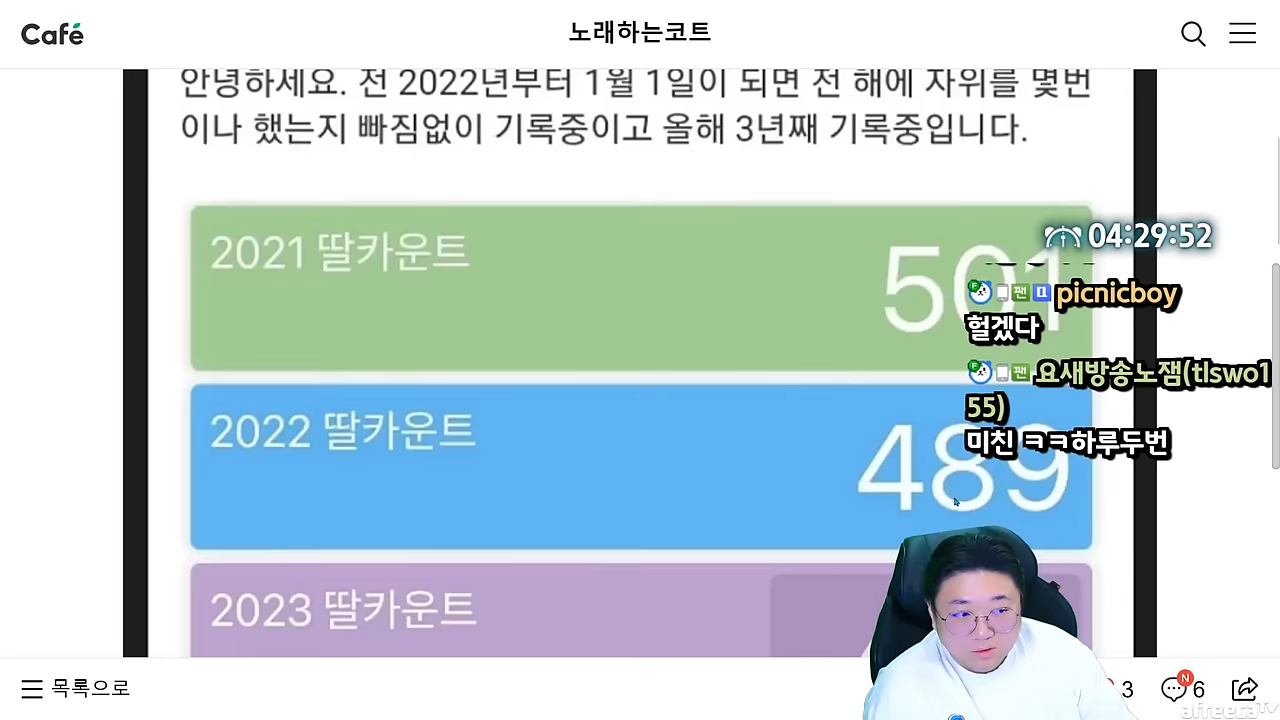 Café
노래하는코트
안녕하세요. 전 2022년부터 1월 1일이 되면 전 해에 자위를 몇번
이나 했는지 빠짐없이 기록중이고 올해 3년째 기록중입니다.
2021 딸카운트
501
04:29:52
picnicboy
헐겠다
요새방송노잼(tlswo1
55)
미친 ㅋㅋ하루두번
2022 딸카운트
489
2023 딸카운트
목록으로
3
N
6
afreecaTV